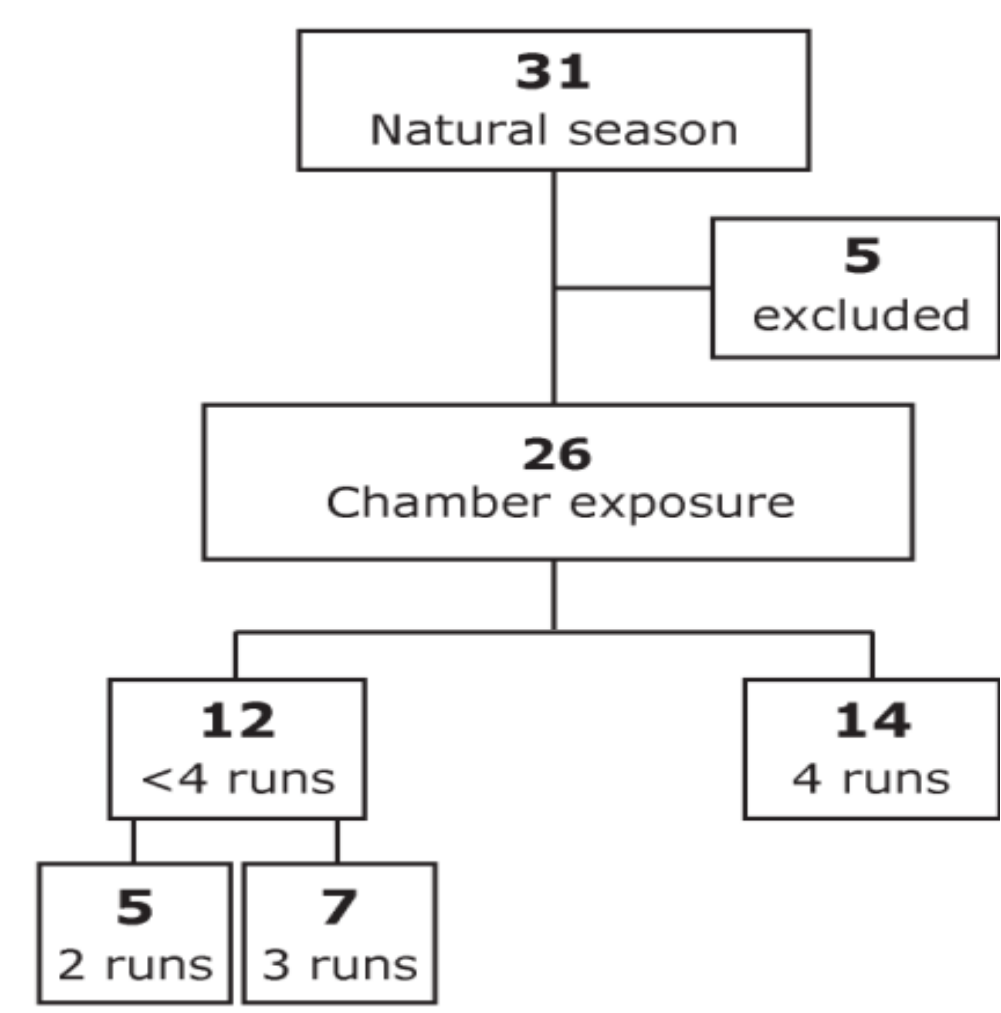 31
Natural season
5
excluded
26
Chamber exposure
12
<4 runs
14
4 runs
5
2 runs
7
3 runs